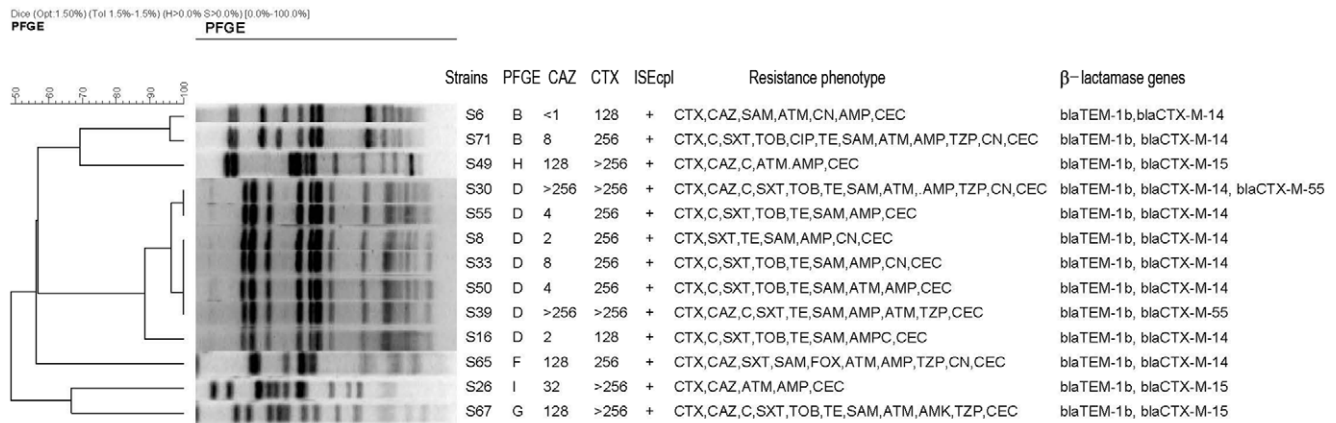 Dice (Opt:1.50%) (Tol 1.5%-1.5%) (H>0.0% S>0.0%) [0.0%-100.0%]
PFGE PFGE
50 60 70 80 90 100
Strains PFGE CAZ CTX ISEcpI Resistance phenotype β-lactamase genes
S6 B <1 128 + CTX,CAZ,SAM,ATM,CN,AMP,CEC blaTEM-1b,blaCTX-M-14
S71 B 8 256 + CTX,C,SXT,TOB,CIP,TE,SAM,ATM,AMP,TZP,CN,CEC blaTEM-1b, blaCTX-M-14
S49 H 128 >256 + CTX,CAZ,C,ATM.AMP,CEC blaTEM-1b, blaCTX-M-15
S30 D >256 >256 + CTX,CAZ,C,SXT,TOB,TE,SAM,ATM,.AMP,TZP,CN,CEC blaTEM-1b, blaCTX-M-14, blaCTX-M-55
S55 D 4 256 + CTX,C,SXT,TOB,TE,SAM,AMP,CEC blaTEM-1b, blaCTX-M-14
S8 D 2 256 + CTX,SXT,TE,SAM,AMP,CN,CEC blaTEM-1b, blaCTX-M-14
S33 D 8 256 + CTX,C,SXT,TOB,TE,SAM,AMP,CN,CEC blaTEM-1b, blaCTX-M-14
S50 D 4 256 + CTX,C,SXT,TOB,TE,SAM,ATM,AMP,CEC blaTEM-1b, blaCTX-M-14
S39 D >256 >256 + CTX,CAZ,C,SXT,TE,SAM,AMP,ATM,TZP,CEC blaTEM-1b, blaCTX-M-55
S16 D 2 128 + CTX,C,SXT,TOB,TE,SAM,AMPC,CEC blaTEM-1b, blaCTX-M-14
S65 F 128 256 + CTX,CAZ,SXT,SAM,FOX,ATM,AMP,TZP,CN,CEC blaTEM-1b, blaCTX-M-14
S26 I 32 >256 + CTX,CAZ,ATM,AMP,CEC blaTEM-1b, blaCTX-M-15
S67 G 128 >256 + CTX,CAZ,C,SXT,TOB,TE,SAM,ATM,AMK,TZP,CEC blaTEM-1b, blaCTX-M-15